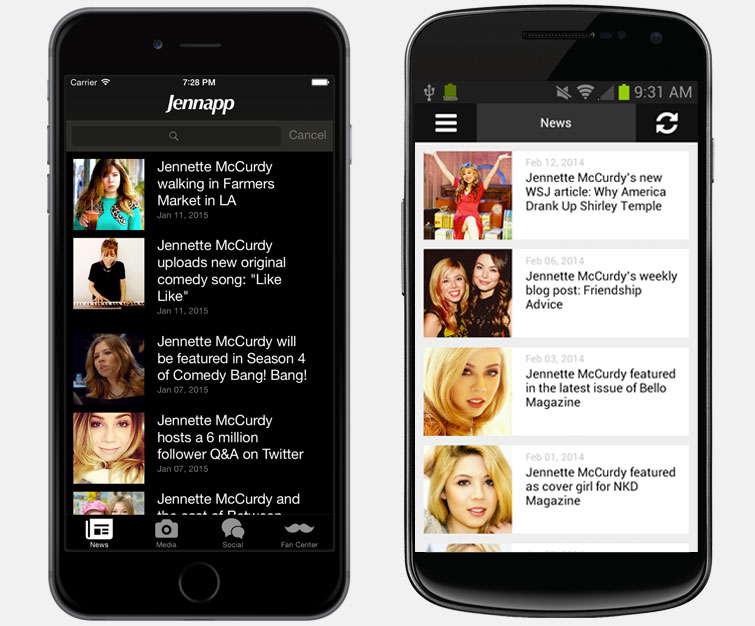 Carrier 7:28 PM
Jennapp
Cancel
Jennette McCurdy
walking in Farmers
Market in LA
Jan 11, 2015
Jennette McCurdy
uploads new original
comedy song: "Like
Like"
Jan 11, 2015
Jennette McCurdy will
be featured in Season 4
of Comedy Bang! Bang!
Jan 07, 2015
Jennette McCurdy
hosts a 6 million
follower Q&A on Twitter
Jan 07, 2015
Jennette McCurdy and
the cast of Between
News Media Social Fan Center
9:31 AM
News
Feb 12, 2014
Jennette McCurdy's new
WSJ article: Why America
Drank Up Shirley Temple
Feb 06, 2014
Jennette McCurdy's weekly
blog post: Friendship
Advice
Feb 03, 2014
Jennette McCurdy featured
in the latest issue of Bello
Magazine
Feb 01, 2014
Jennette McCurdy featured
as cover girl for NKD
Magazine